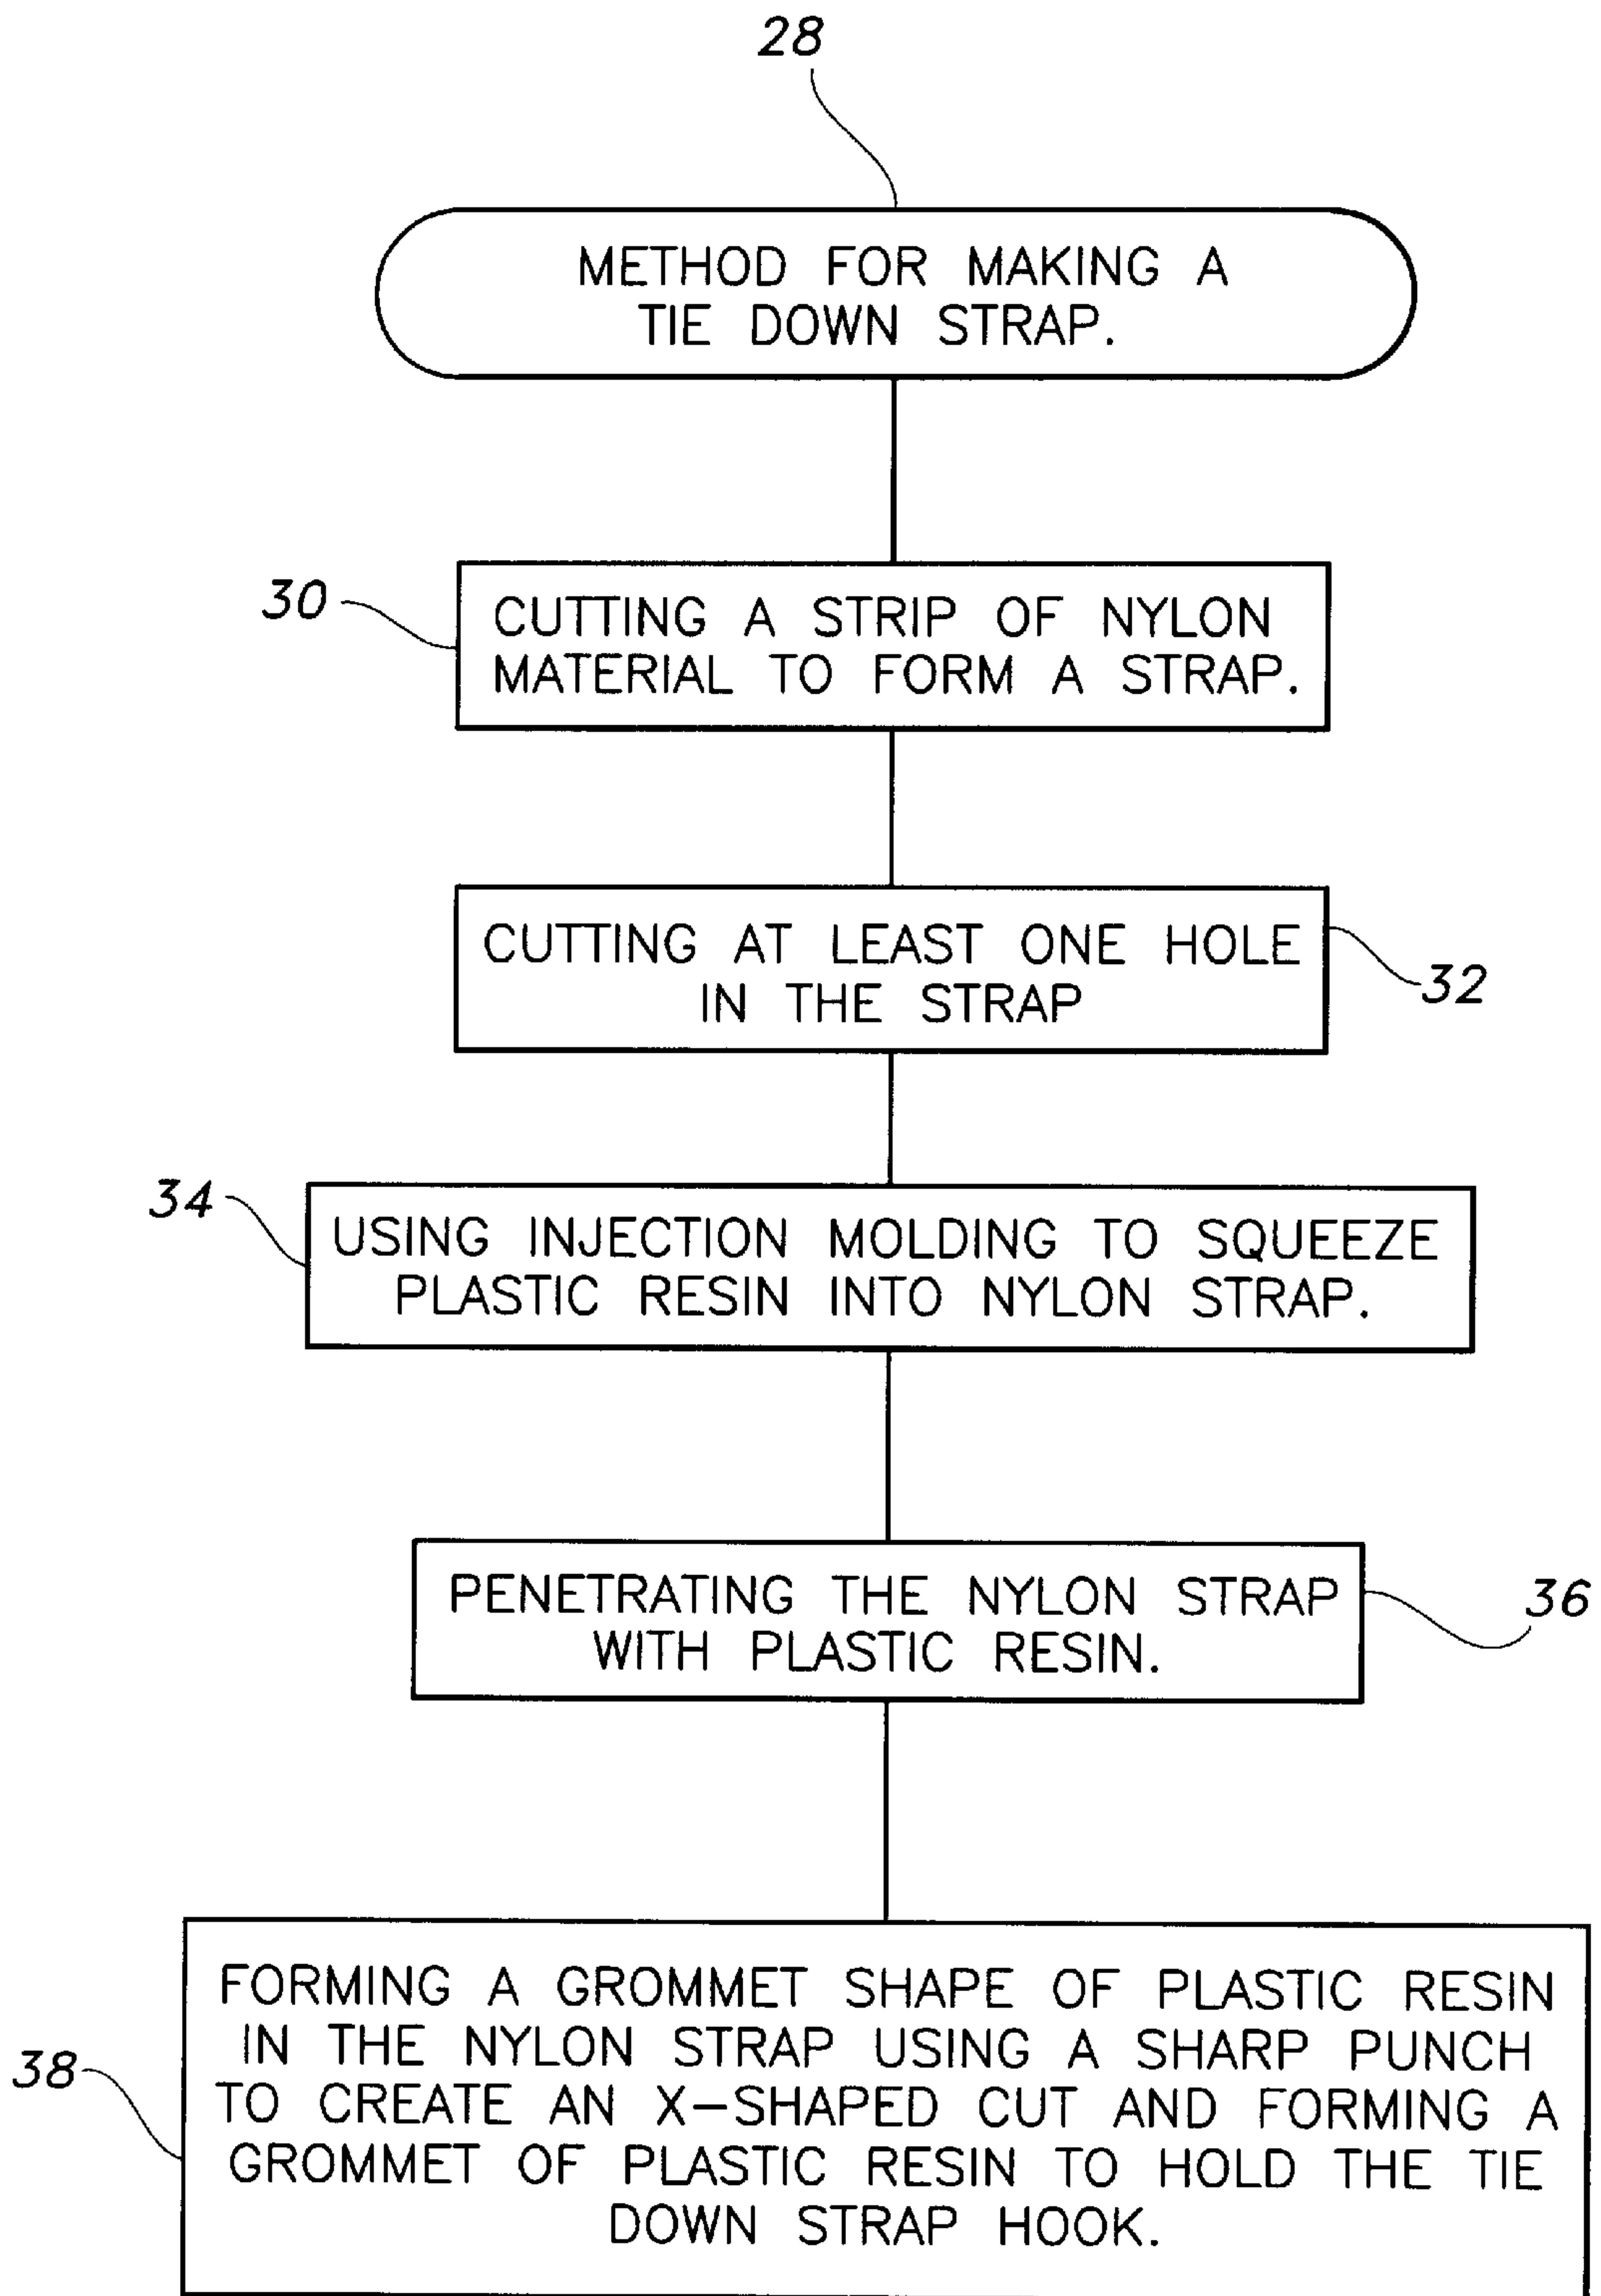 28
METHOD FOR MAKING A
TIE DOWN STRAP.
30
CUTTING A STRIP OF NYLON
MATERIAL TO FORM A STRAP.
CUTTING AT LEAST ONE HOLE
IN THE STRAP
32
34
USING INJECTION MOLDING TO SQUEEZE
PLASTIC RESIN INTO NYLON STRAP.
PENETRATING THE NYLON STRAP
WITH PLASTIC RESIN.
36
38
FORMING A GROMMET SHAPE OF PLASTIC RESIN
IN THE NYLON STRAP USING A SHARP PUNCH
TO CREATE AN X-SHAPED CUT AND FORMING A
GROMMET OF PLASTIC RESIN TO HOLD THE TIE
DOWN STRAP HOOK.